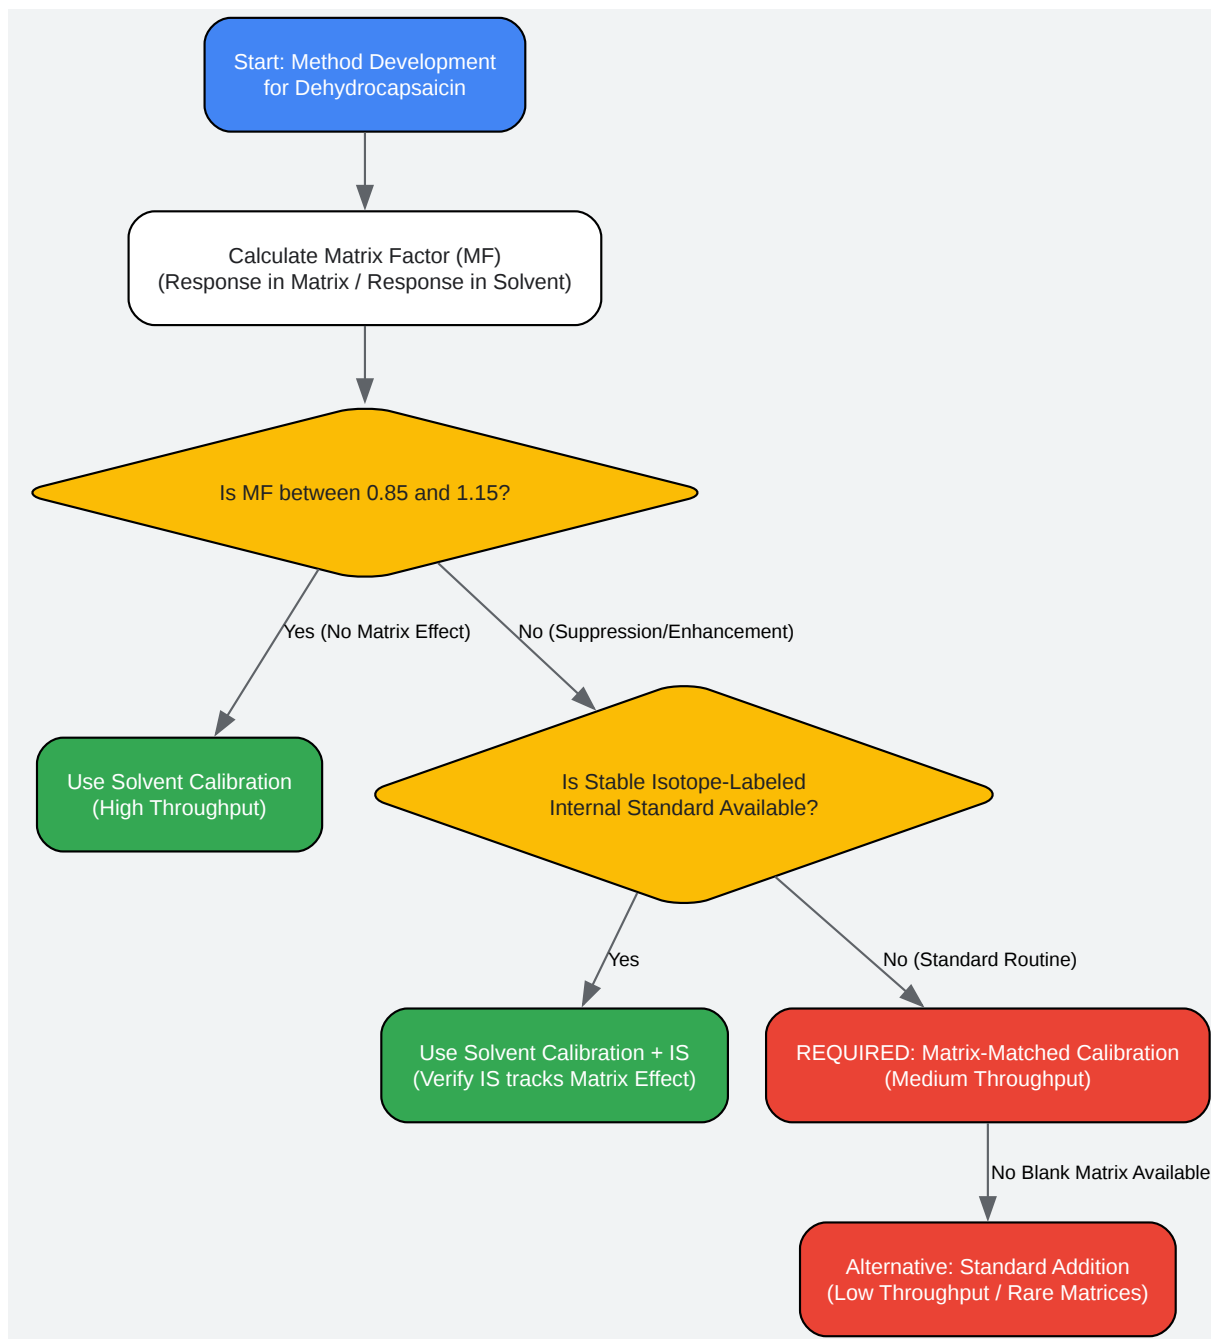 Start: Method Development
for Dehydrocapsaicin
Calculate Matrix Factor (MF)
(Response in Matrix / Response in Solvent)
Is MF between 0.85 and 1.15?
Yes (No Matrix Effect)
No (Suppression/Enhancement)
Use Solvent Calibration
(High Throughput)
Is Stable Isotope-Labeled
Internal Standard Available?
Yes
No (Standard Routine)
Use Solvent Calibration + IS
(Verify IS tracks Matrix Effect)
REQUIRED: Matrix-Matched Calibration
(Medium Throughput)
No Blank Matrix Available
Alternative: Standard Addition
(Low Throughput / Rare Matrices)